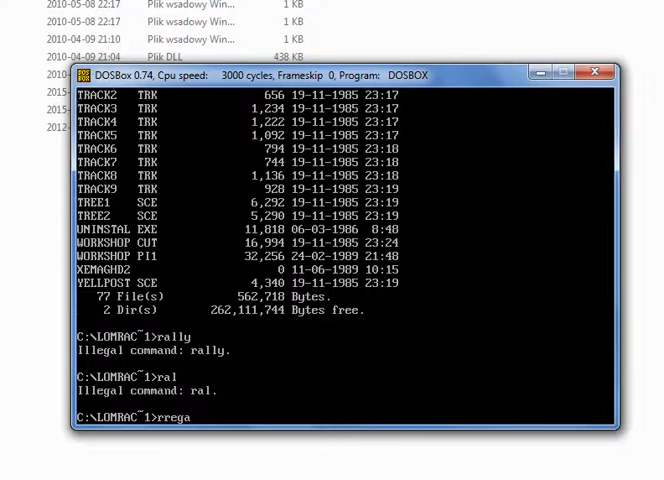 2010-05-08 22:17 Plik wsadowy Win... 1 KB
2010-05-08 22:17 Plik wsadowy Win... 1 KB
2010-04-09 21:10 Plik wsadowy Win... 1 KB
2010-04-09 21:04 Plik DLL 438 KB
2010-0
2015-
2015-
2012-
DOSBox 0.74, Cpu speed: 3000 cycles, Frameskip 0, Program: DOSBOX
TRACK2 TRK 656 19-11-1985 23:17
TRACK3 TRK 1,234 19-11-1985 23:17
TRACK4 TRK 1,222 19-11-1985 23:17
TRACK5 TRK 1,092 19-11-1985 23:17
TRACK6 TRK 794 19-11-1985 23:18
TRACK7 TRK 744 19-11-1985 23:18
TRACK8 TRK 1,136 19-11-1985 23:18
TRACK9 TRK 928 19-11-1985 23:19
TREE1 SCE 6,292 19-11-1985 23:19
TREE2 SCE 5,290 19-11-1985 23:19
UNINSTAL EXE 11,818 06-03-1986 8:48
WORKSHOP CUT 16,994 19-11-1985 23:24
WORKSHOP PI1 32,256 24-02-1989 21:48
XEMAGHD2 0 11-06-1989 10:15
YELLPOST SCE 4,340 19-11-1985 23:19
77 File(s) 562,718 Bytes.
2 Dir(s) 262,111,744 Bytes free.
C:\LOMRAC~1>rally
Illegal command: rally.
C:\LOMRAC~1>ral
Illegal command: ral.
C:\LOMRAC~1>rrega